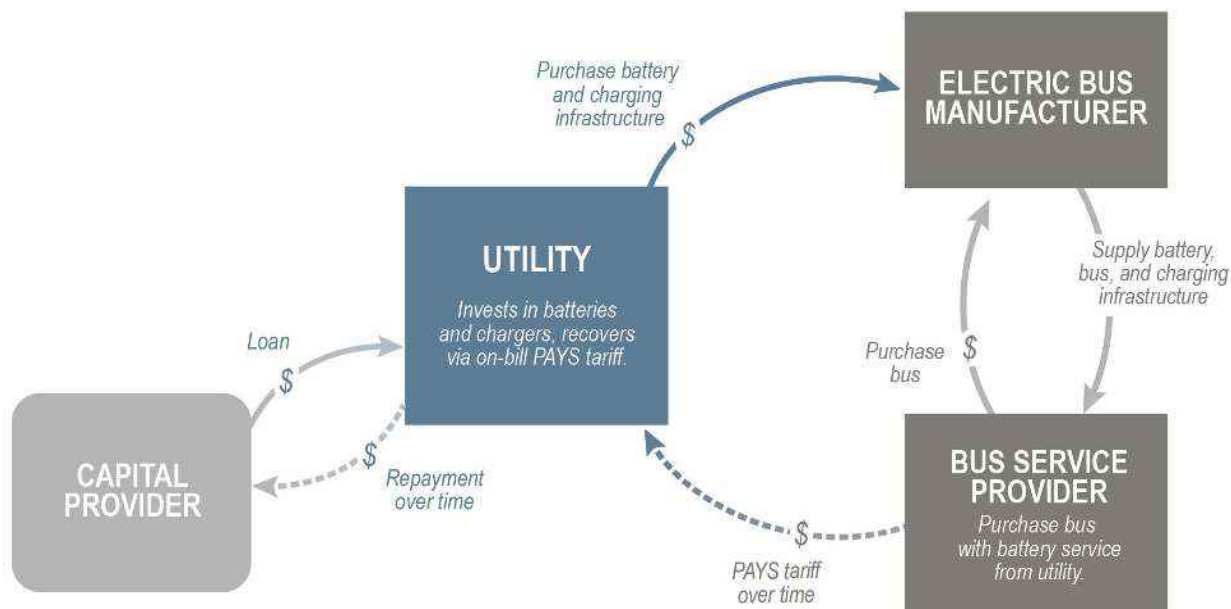 Purchase battery
and charging
infrastructure
$
ELECTRIC BUS
MANUFACTURER
UTILITY
Invests in batteries
and chargers, recovers
via on-bill PAYS tariff.
Supply battery,
bus, and charging
infrastructure
Loan
$
Purchase
bus
$
CAPITAL
PROVIDER
$
Repayment
over time
BUS SERVICE
PROVIDER
Purchase bus
with battery service
from utility.
$
PAYS tariff
over time